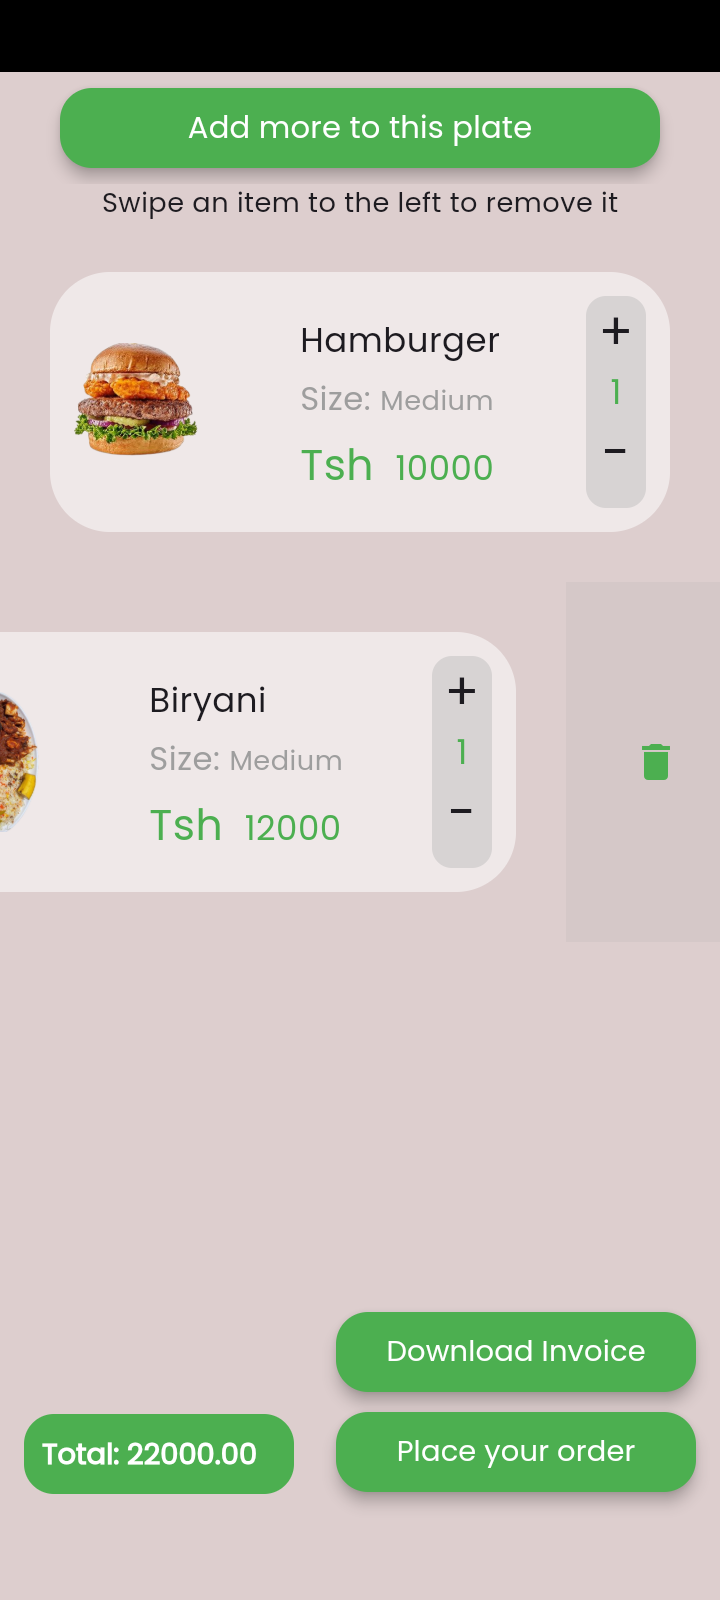 Add more to this plate
Swipe an item to the left to remove it
Hamburger
Size: Medium
Tsh 10000
+
1
−
Biryani
Size: Medium
Tsh 12000
+
1
−
Download Invoice
Total: 22000.00
Place your order